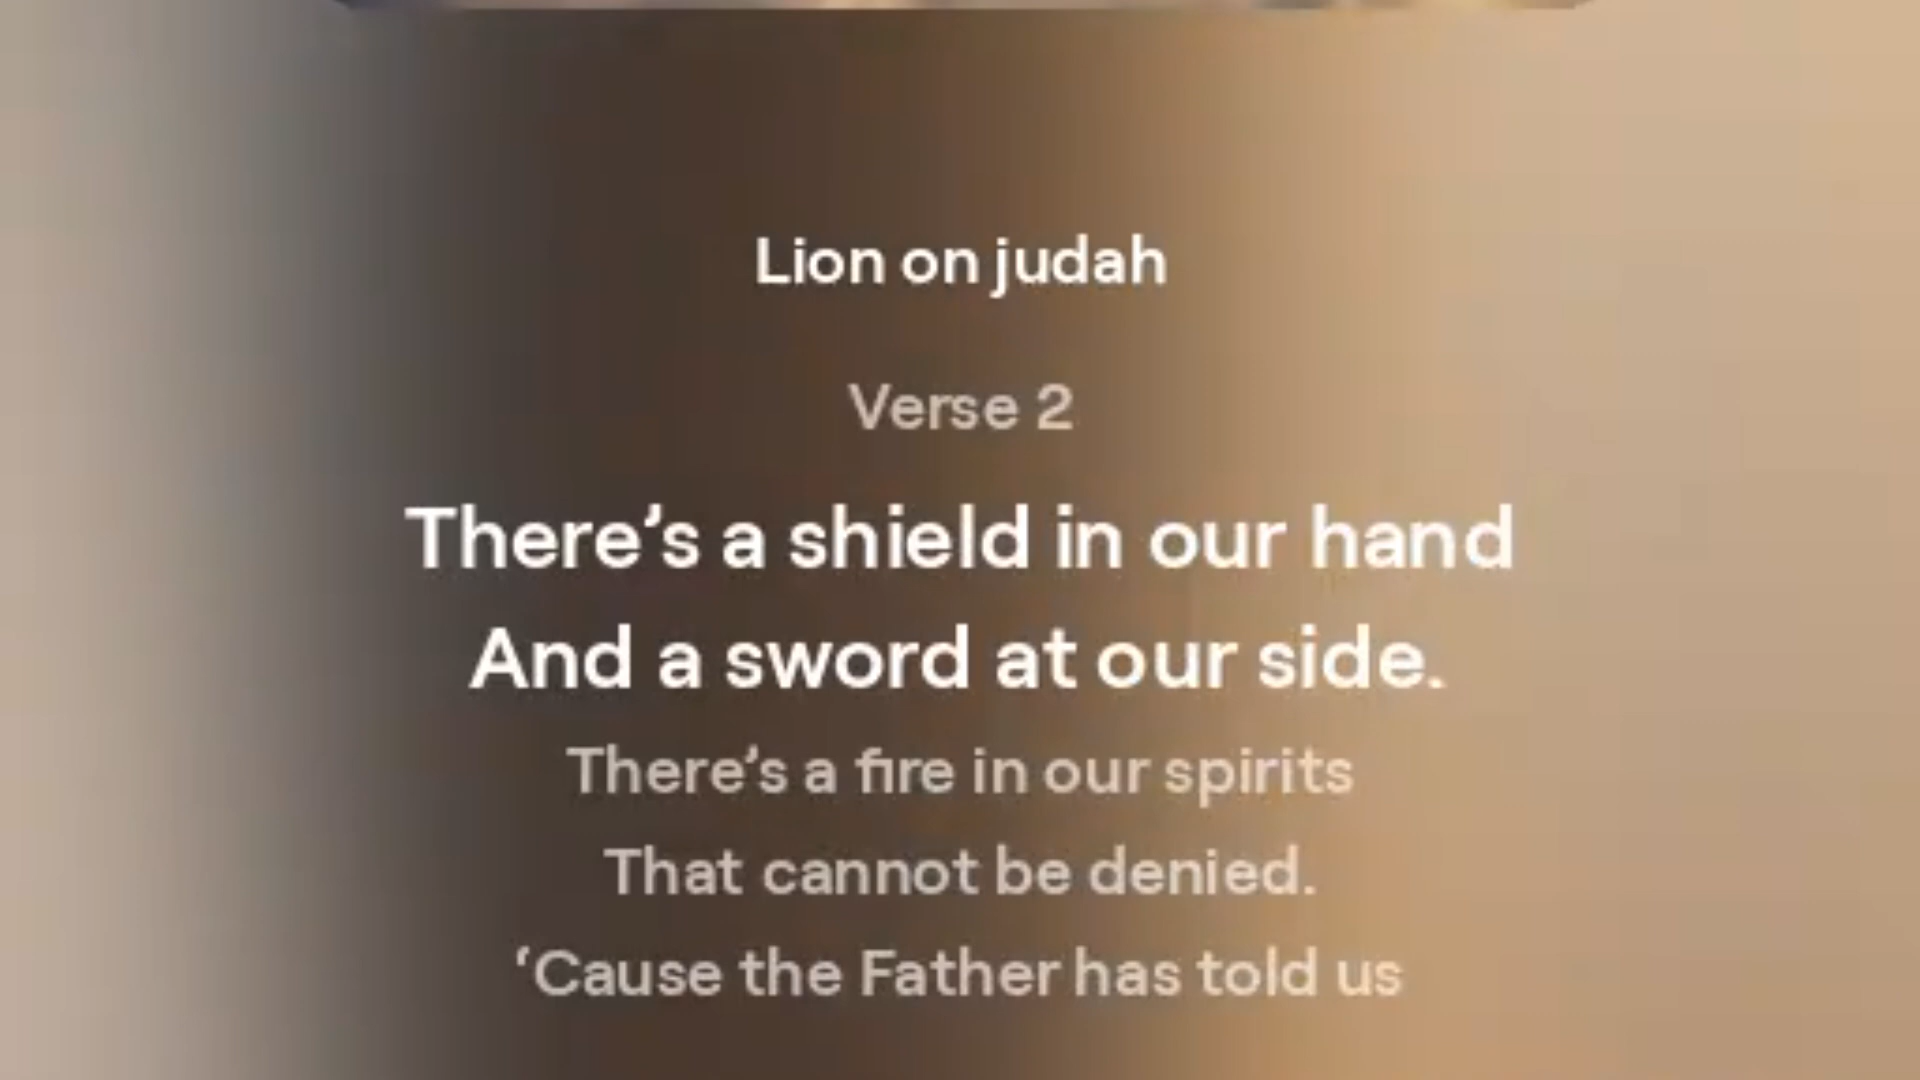 Lion on judah
Verse 2
There’s a shield in our hand
And a sword at our side.
There’s a fire in our spirits
That cannot be denied.
‘Cause the Father has told us